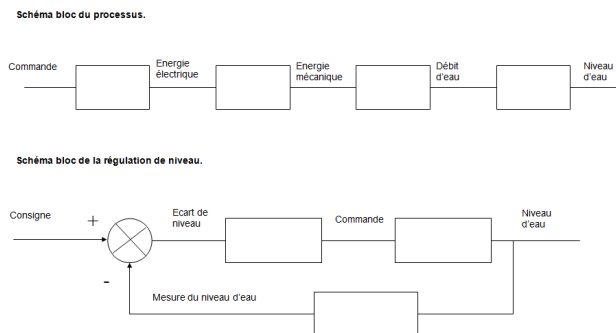 Schéma bloc du processus.
Commande
Energie
électrique
Energie
mécanique
Débit
d'eau
Niveau
d'eau
Schéma bloc de la régulation de niveau.
Consigne
+
Ecart de
niveau
Commande
Niveau
d'eau
-
Mesure du niveau d'eau